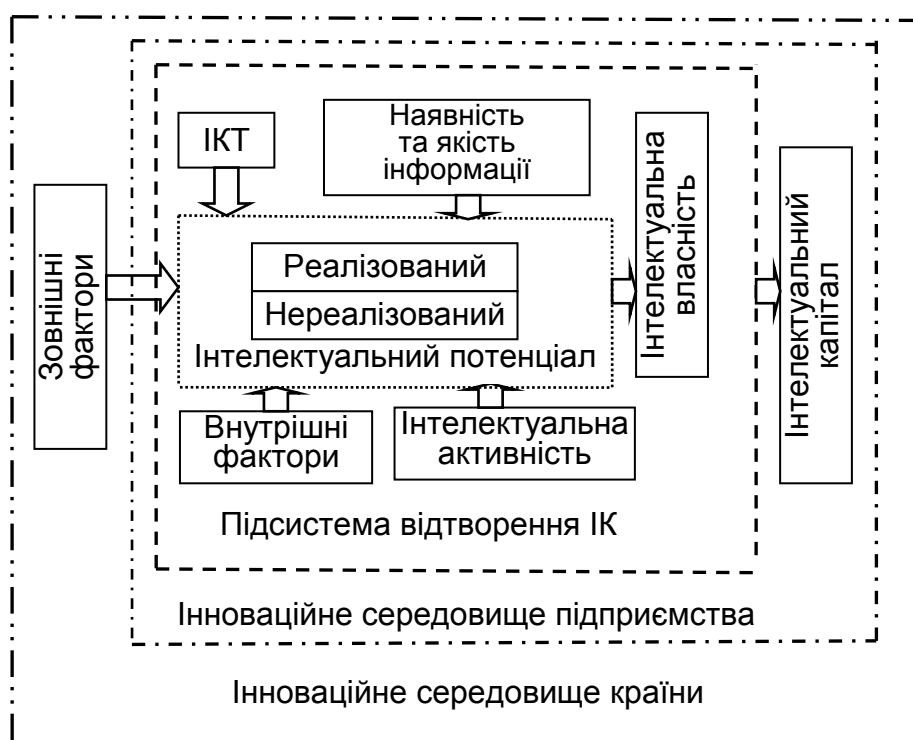 ІКТ
Наявність
та якість
інформації
Інтелектуальна
власність
Інтелектуальний
капітал
Зовнішні
фактори
Реалізований
Нереалізований
Інтелектуальний потенціал
Внутрішні
фактори
Інтелектуальна
активність
Підсистема відтворення ІК
Інноваційне середовище підприємства
Інноваційне середовище країни